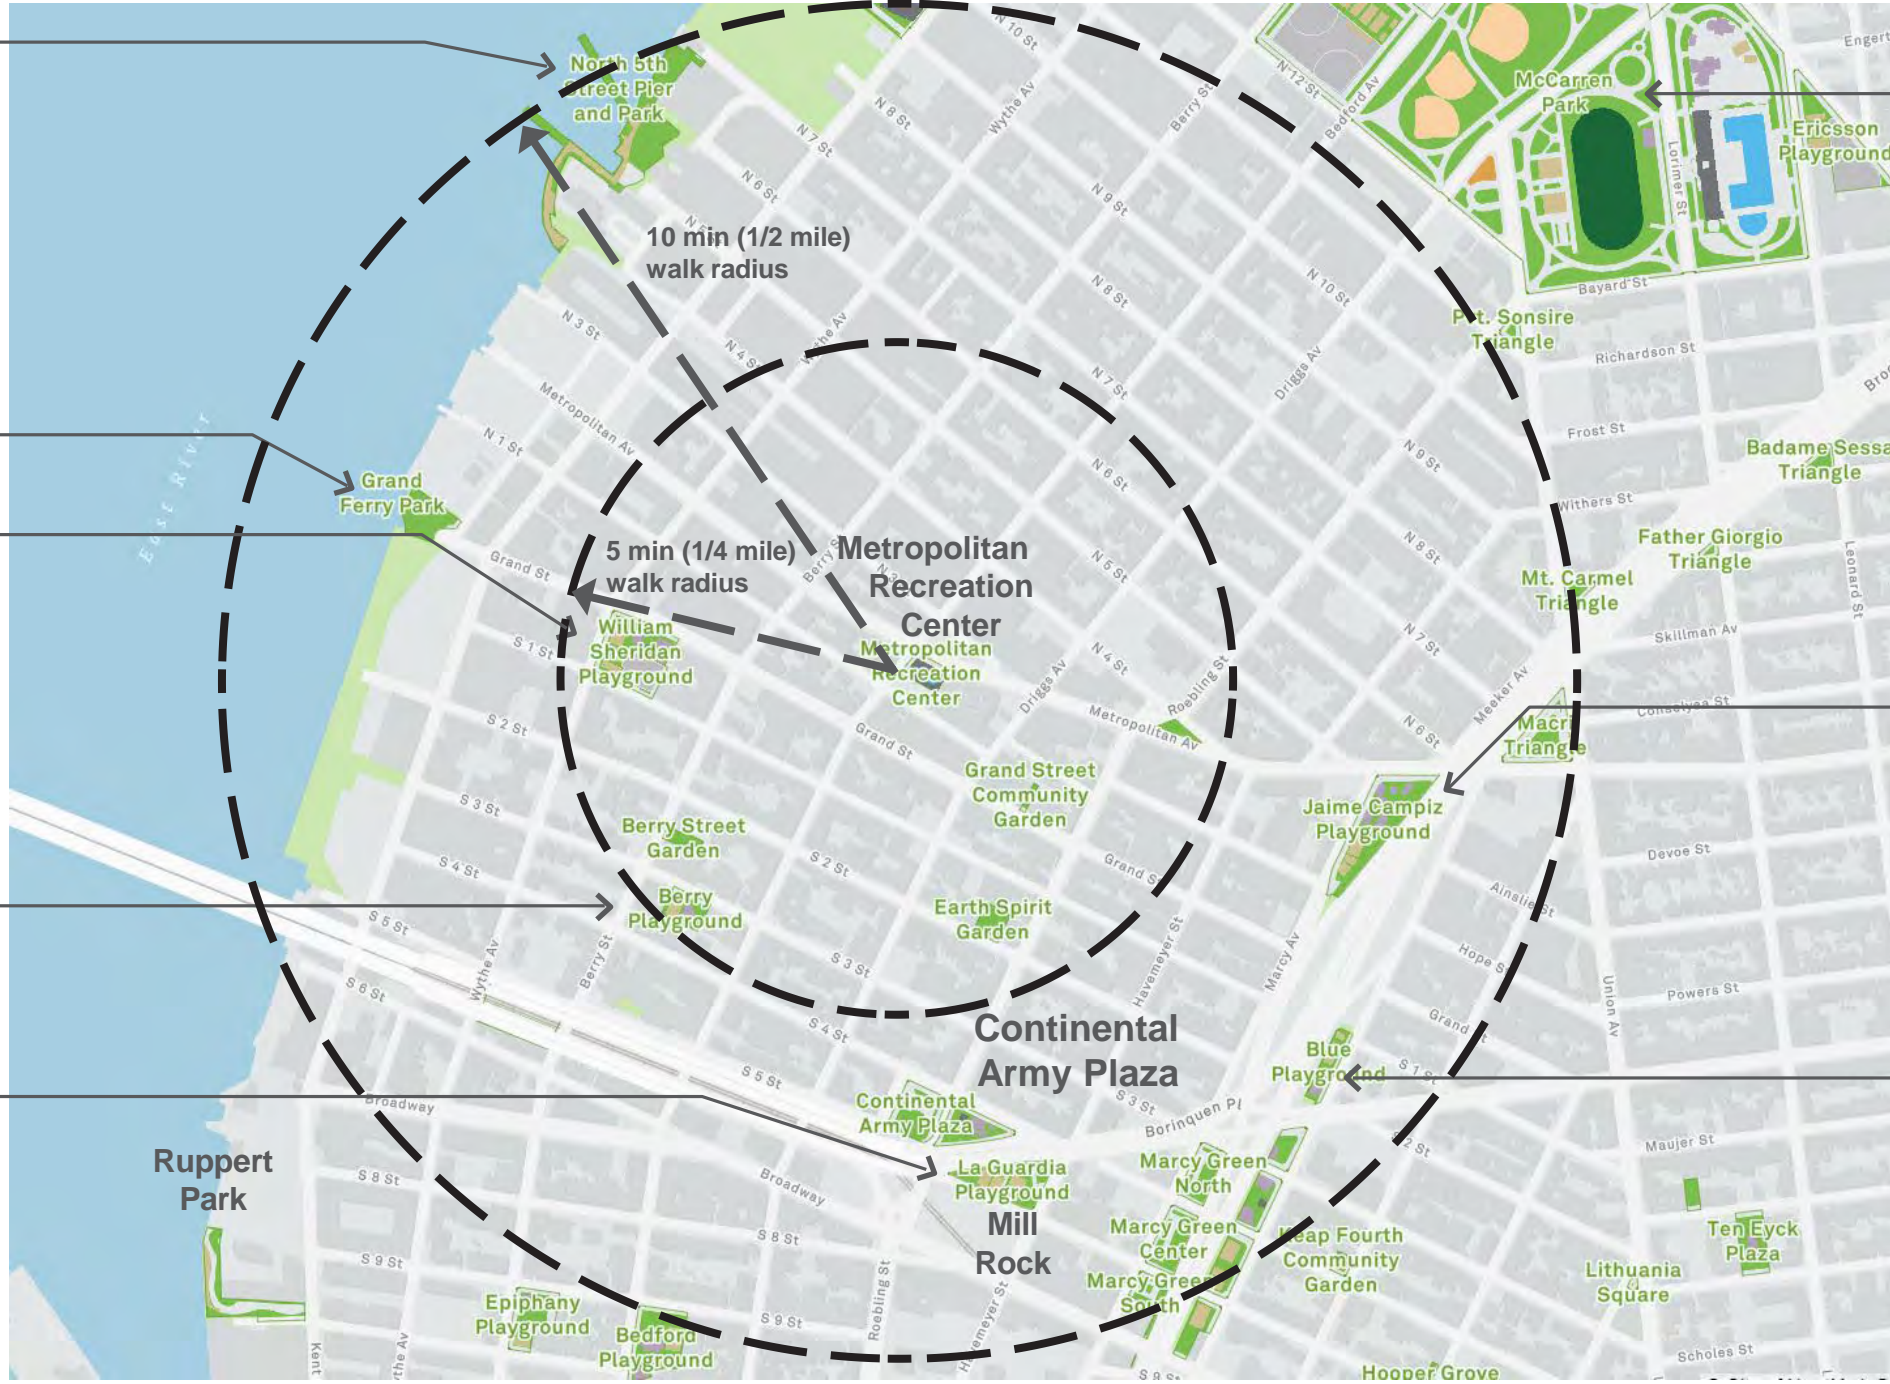 North 5th
Street Pier
and Park
N 10 St
N 12 St
Engert
McCarren
Park
Ericsson
Playground
Lorimer St
Bedford Av
Berry St
Wythe Av
N 8 St
N 7 St
N 6 St
N 5 St
N 9 St
10 min (1/2 mile)
walk radius
N 8 St
N 10 St
Bayard St
Pvt. Sonsire
Triangle
Richardson St
N 3 St
N 4 St
Wythe Av
N 7 St
Driggs Av
Metropolitan Av
N 1 St
N 6 St
N 9 St
Frost St
Badame Sessa
Triangle
East River
Grand
Ferry Park
Withers St
Father Giorgio
Triangle
Leonard St
Grand St
5 min (1/4 mile)
walk radius
Metropolitan
Recreation
Center
N 5 St
N 8 St
Mt. Carmel
Triangle
S 1 St
William
Sheridan
Playground
Metropolitan
Recreation
Center
N 4 St
Driggs Av
Roebling St
N 7 St
Skillman Av
Meeker Av
Conselyea St
S 2 St
Grand St
Metropolitan Av
N 6 St
Macri
Triangle
S 3 St
Grand Street
Community
Garden
Jaime Campiz
Playground
Berry Street
Garden
S 4 St
S 2 St
Grand St
Devoe St
Ainslie St
Berry
Playground
Earth Spirit
Garden
S 5 St
Wythe Av
Berry St
S 3 St
Havemeyer St
Marcy Av
Hope St
Union Av
Powers St
S 6 St
S 4 St
Continental
Army Plaza
Grand St
Blue
Playground
S 1 St
S 5 St
Broadway
Continental
Army Plaza
S 3 St
Borinquen Pl
S 2 St
Maujer St
Ruppert
Park
S 8 St
Broadway
La Guardia
Playground
Marcy Green
North
Mill
Rock
S 8 St
Marcy Green
Center
Keap Fourth
Community
Garden
Ten Eyck
Plaza
S 9 St
Marcy Green
South
Lithuania
Square
Epiphany
Playground
Bedford
Playground
S 9 St
Roebling St
Havemeyer St
Kent
Scholes St
S 9 St
Hooper Grove